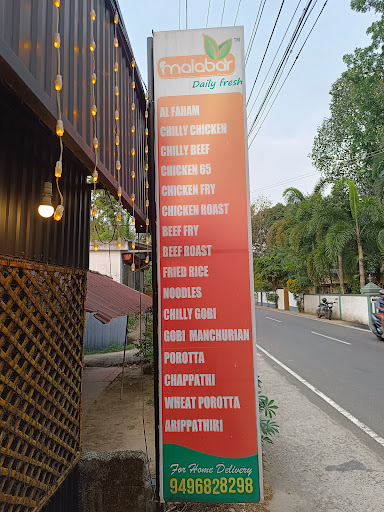 malabar
TM
Daily fresh
AL FAHAM
CHILLY CHICKEN
CHILLY BEEF
CHICKEN 65
CHICKEN FRY
CHICKEN ROAST
BEEF FRY
BEEF ROAST
FRIED RICE
NOODLES
CHILLY GOBI
GOBI MANCHURIAN
POROTTA
CHAPPATHI
WHEAT POROTTA
ARIPPATHIRI
For Home Delivery
9496828298